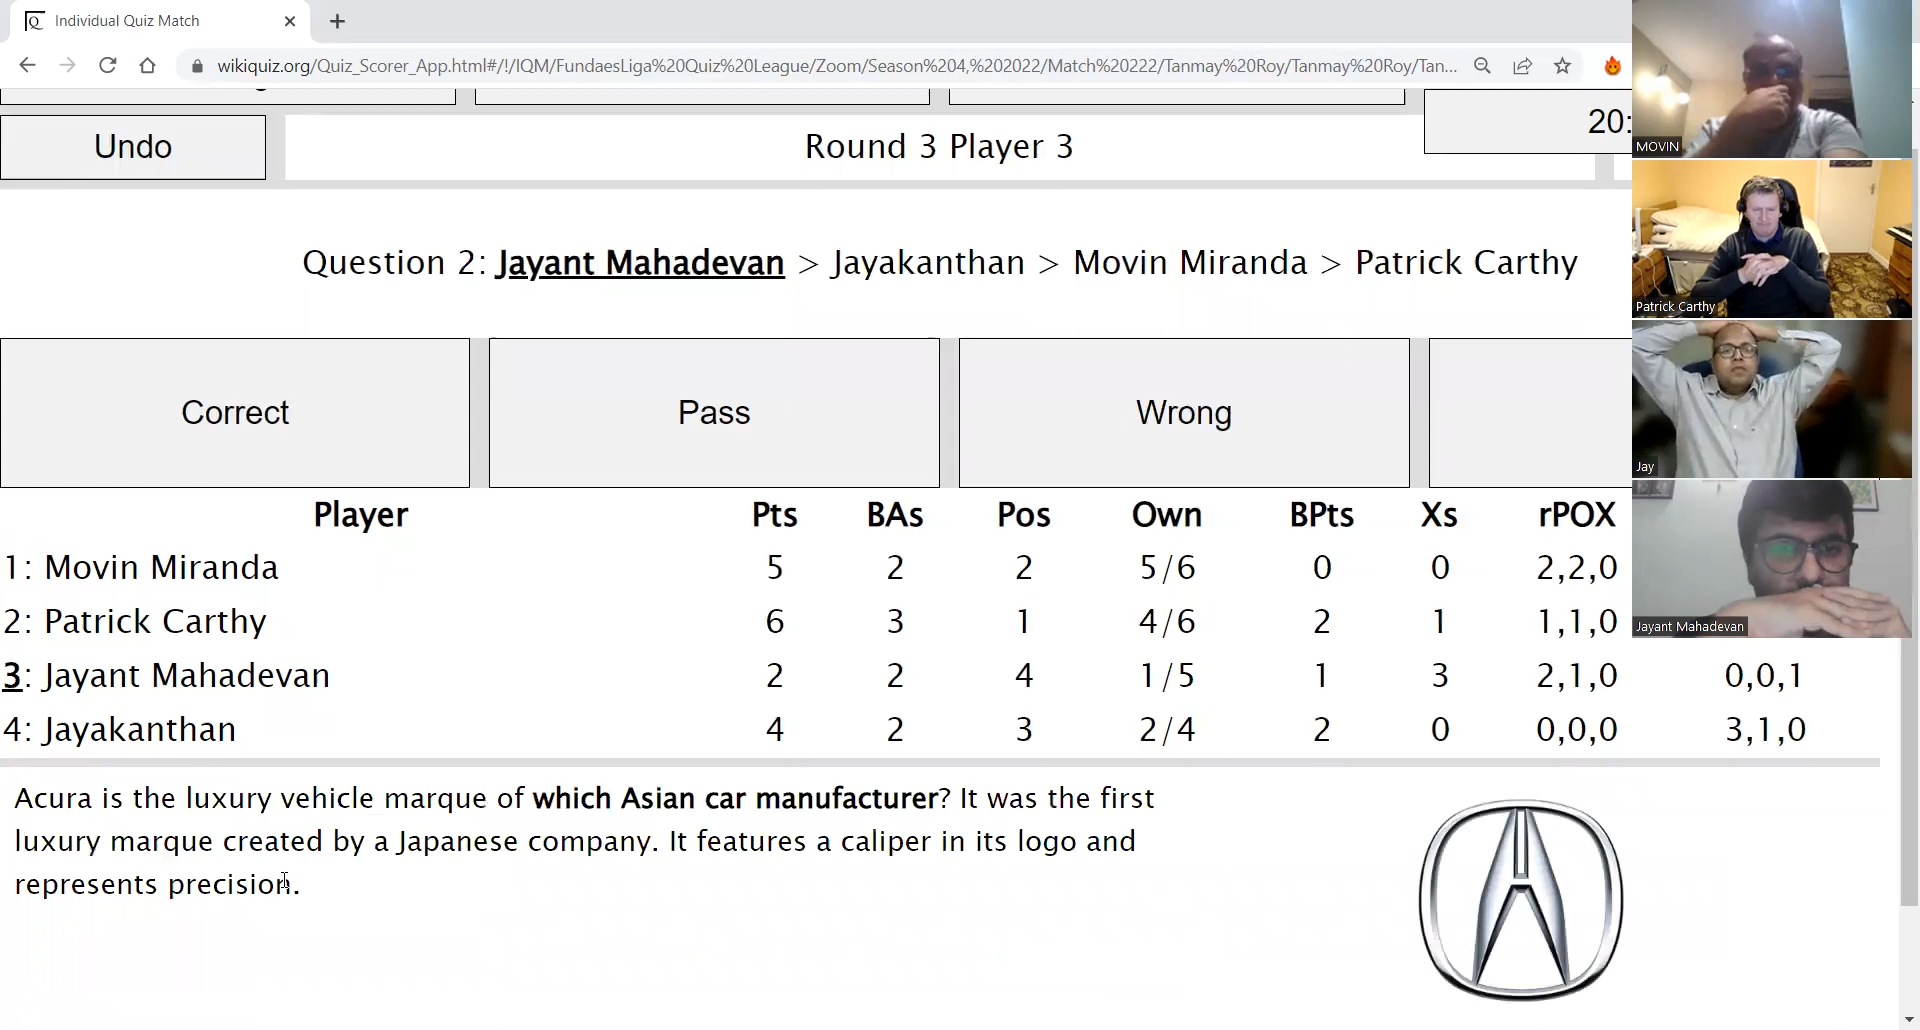 Individual Quiz Match
wikiquiz.org/Quiz_Scorer_App.html#/!/IQM/FundaesLiga%20Quiz%20League/Zoom/Season%204,%202022/Match%20222/Tanmay%20Roy/Tanmay%20Roy/Tan...
Undo
Round 3 Player 3
20:
MOVIN
Question 2: Jayant Mahadevan > Jayakanthan > Movin Miranda > Patrick Carthy
Patrick Carthy
Correct
Pass
Wrong
Jay
Player Pts BAs Pos Own BPts Xs rPOX
1: Movin Miranda 5 2 2 5/6 0 0 2,2,0
2: Patrick Carthy 6 3 1 4/6 2 1 1,1,0
Jayant Mahadevan
3: Jayant Mahadevan 2 2 4 1/5 1 3 2,1,0 0,0,1
4: Jayakanthan 4 2 3 2/4 2 0 0,0,0 3,1,0
Acura is the luxury vehicle marque of which Asian car manufacturer? It was the first
luxury marque created by a Japanese company. It features a caliper in its logo and
represents precision.